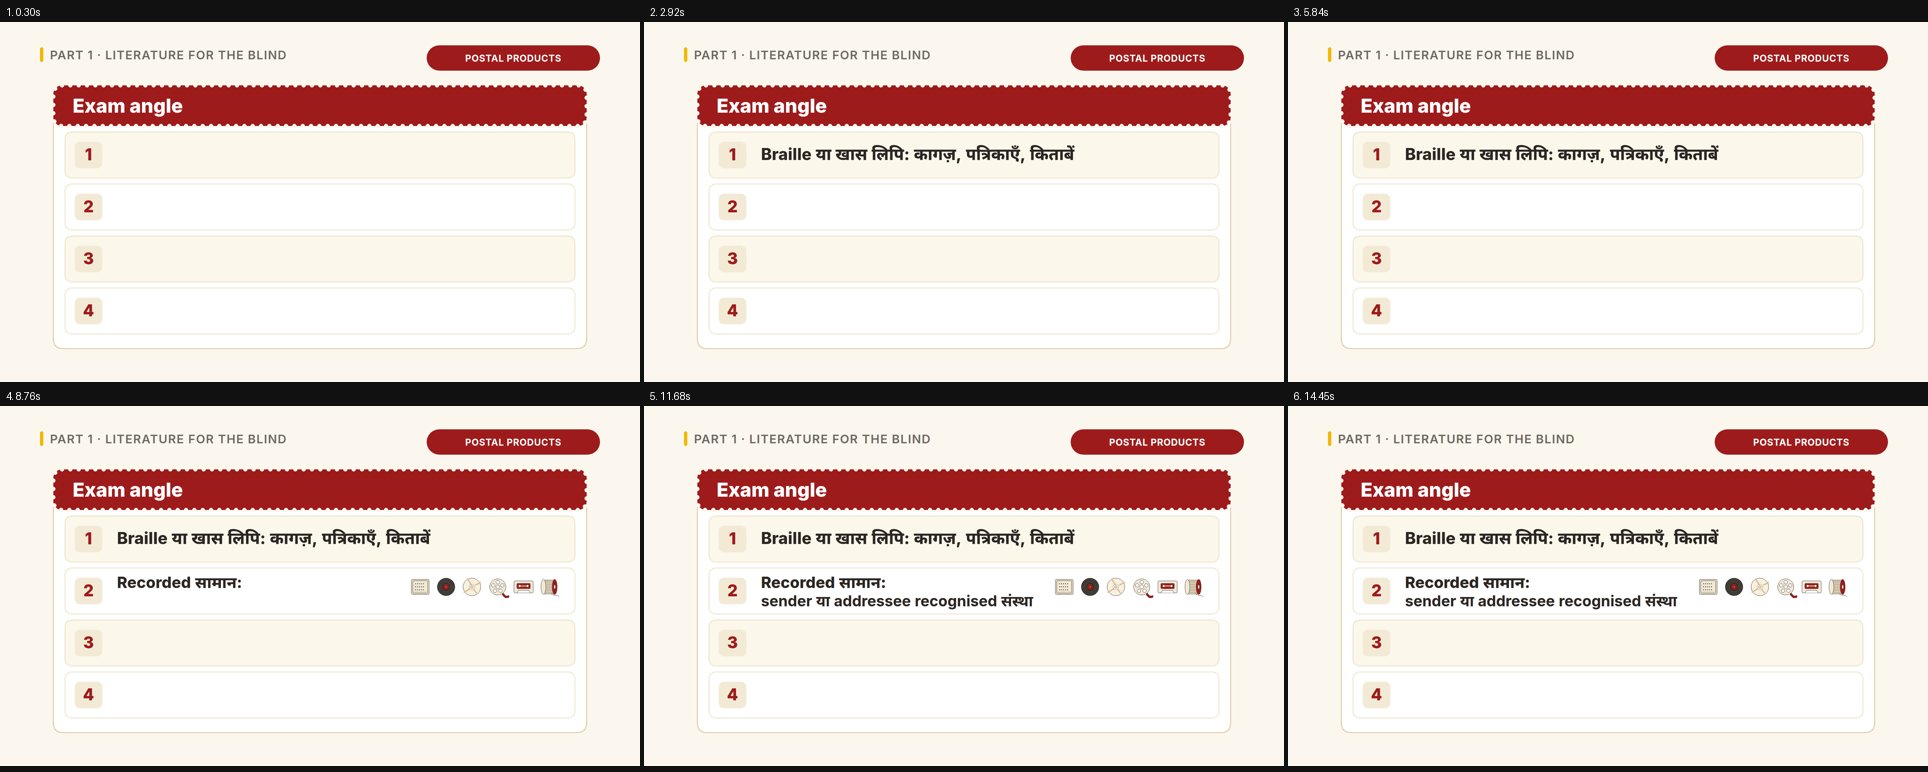 1. 0.30s
PART 1 · LITERATURE FOR THE BLIND
POSTAL PRODUCTS
Exam angle
1
2
3
4
2. 2.92s
PART 1 · LITERATURE FOR THE BLIND
POSTAL PRODUCTS
Exam angle
1 Braille या खास लिपि: कागज़, पत्रिकाएँ, किताबें
2
3
4
3. 5.84s
PART 1 · LITERATURE FOR THE BLIND
POSTAL PRODUCTS
Exam angle
1 Braille या खास लिपि: कागज़, पत्रिकाएँ, किताबें
2
3
4
4. 8.76s
PART 1 · LITERATURE FOR THE BLIND
POSTAL PRODUCTS
Exam angle
1 Braille या खास लिपि: कागज़, पत्रिकाएँ, किताबें
2 Recorded सामान:
3
4
5. 11.68s
PART 1 · LITERATURE FOR THE BLIND
POSTAL PRODUCTS
Exam angle
1 Braille या खास लिपि: कागज़, पत्रिकाएँ, किताबें
2 Recorded सामान:
sender या addressee recognised संस्था
3
4
6. 14.45s
PART 1 · LITERATURE FOR THE BLIND
POSTAL PRODUCTS
Exam angle
1 Braille या खास लिपि: कागज़, पत्रिकाएँ, किताबें
2 Recorded सामान:
sender या addressee recognised संस्था
3
4